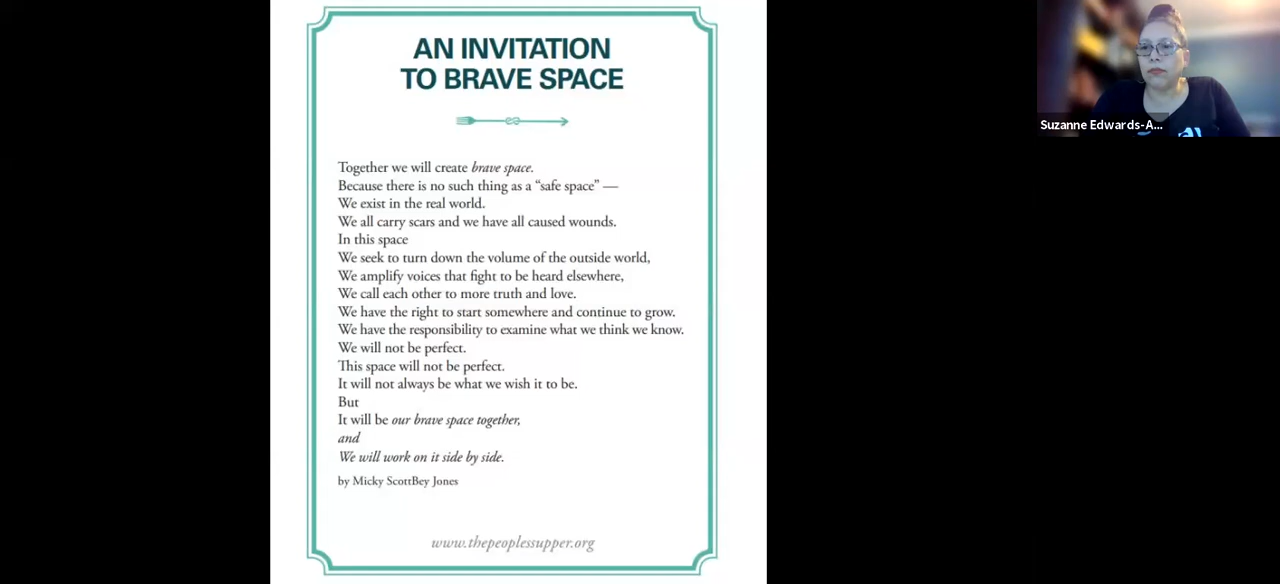 AN INVITATION
TO BRAVE SPACE
Together we will create brave space.
Because there is no such thing as a “safe space” —
We exist in the real world.
We all carry scars and we have all caused wounds.
In this space
We seek to turn down the volume of the outside world,
We amplify voices that fight to be heard elsewhere,
We call each other to more truth and love.
We have the right to start somewhere and continue to grow.
We have the responsibility to examine what we think we know.
We will not be perfect.
This space will not be perfect.
It will not always be what we wish it to be.
But
It will be our brave space together,
and
We will work on it side by side.
by Micky ScottBey Jones
www.thepeoplessupper.org
Suzanne Edwards-A...